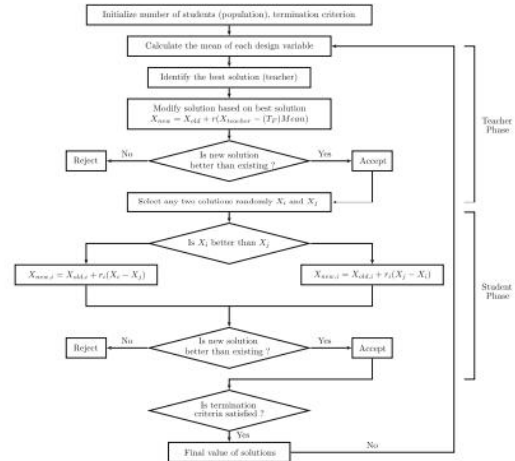 Initialize number of students (population), termination criterion
Calculate the mean of each design variable
Identify the best solution (teacher)
Modify solution based on best solution
X_new = X_old + r(X_teacher − (T_F)Mean)
Teacher
Phase
Reject
No
Is new solution
better than existing ?
Yes
Accept
Select any two solutions randomly X_i and X_j
Is X_i better than X_j
X_new,i = X_old,i + r_i(X_i − X_j)
X_new,i = X_old,i + r_i(X_j − X_i)
Student
Phase
Reject
No
Is new solution
better than existing ?
Yes
Accept
Is termination
criteria satisfied ?
Yes
No
Final value of solutions